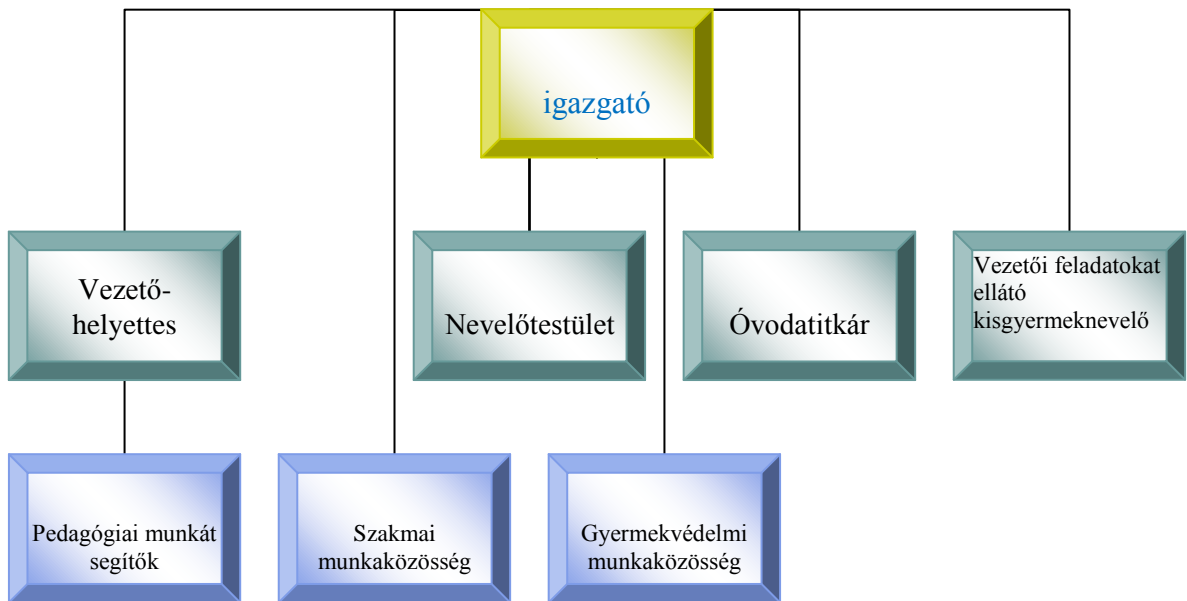 igazgató
Vezető-
helyettes
Nevelőtestület
Óvodatitkár
Vezetői feladatokat
ellátó
kisgyermeknevelő
Pedagógiai munkát
segítők
Szakmai
munkaközösség
Gyermekvédelmi
munkaközösség